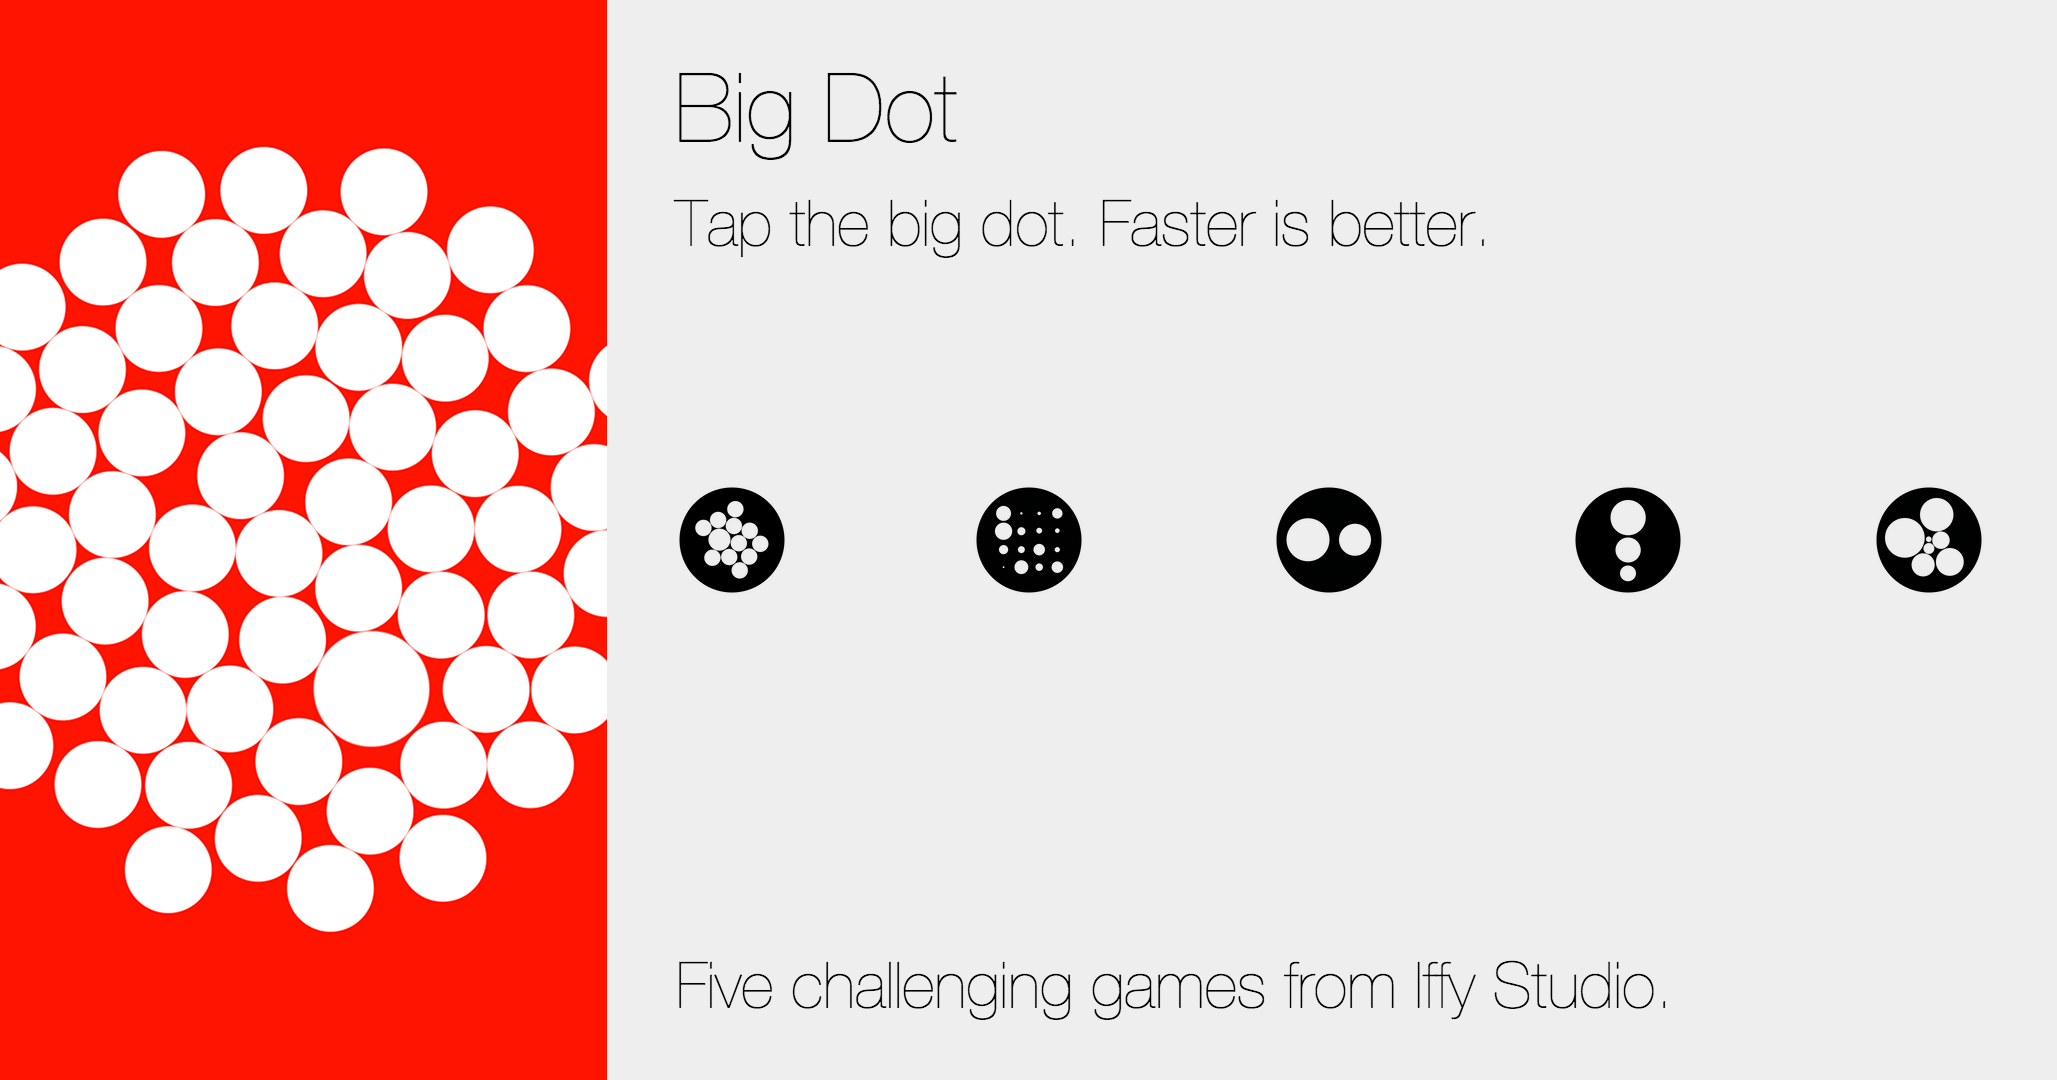 Big Dot
Tap the big dot. Faster is better.
Five challenging games from Iffy Studio.